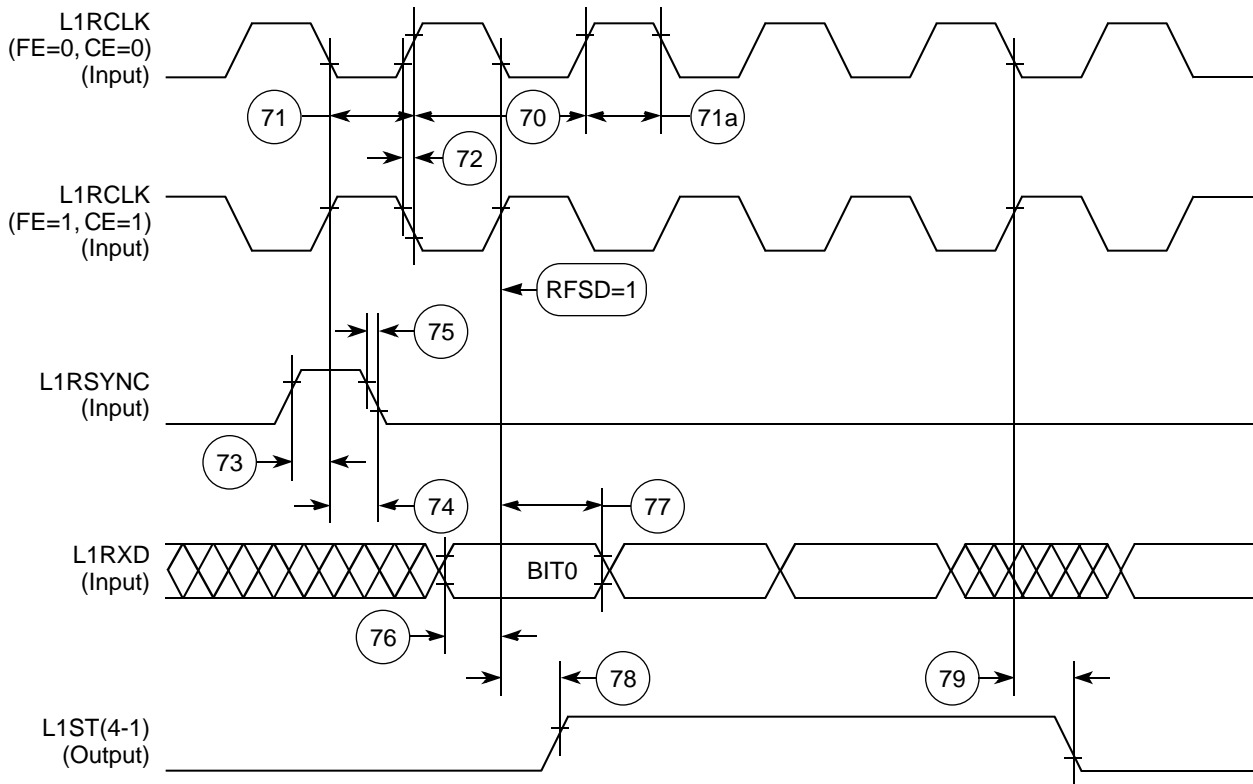 L1RCLK
(FE=0, CE=0)
(Input)
71
70
71a
72
L1RCLK
(FE=1, CE=1)
(Input)
RFSD=1
75
L1RSYNC
(Input)
73
74
77
L1RXD
(Input)
BIT0
76
78
79
L1ST(4-1)
(Output)